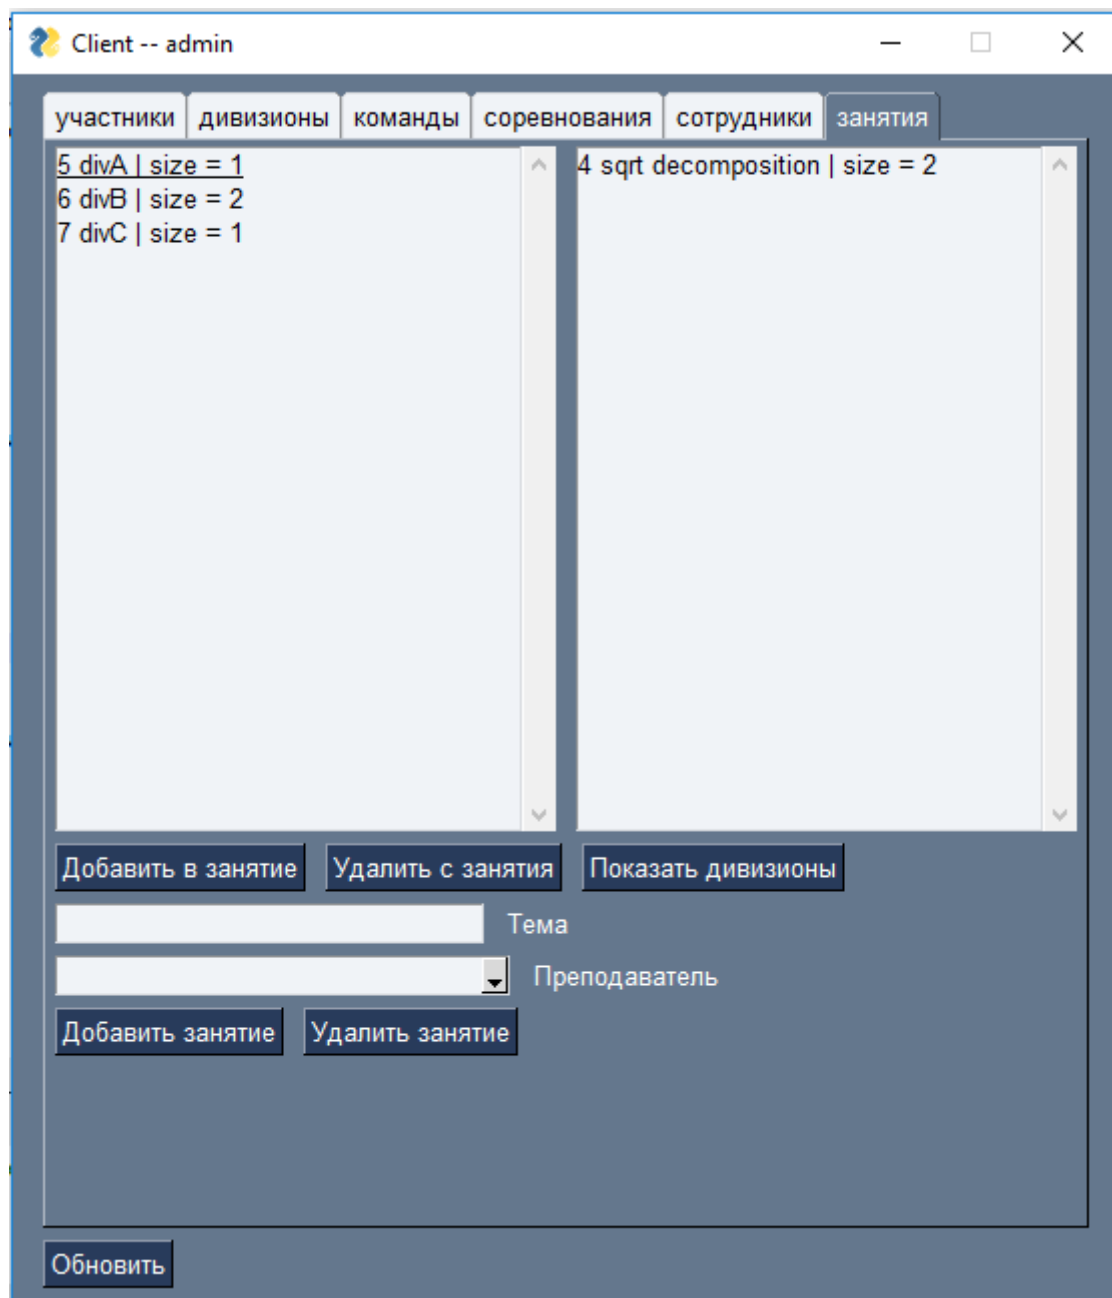 Client -- admin
участники дивизионы команды соревнования сотрудники занятия
5 divA | size = 1
6 divB | size = 2
7 divC | size = 1
4 sqrt decomposition | size = 2
Добавить в занятие Удалить с занятия Показать дивизионы
Тема
Преподаватель
Добавить занятие Удалить занятие
Обновить